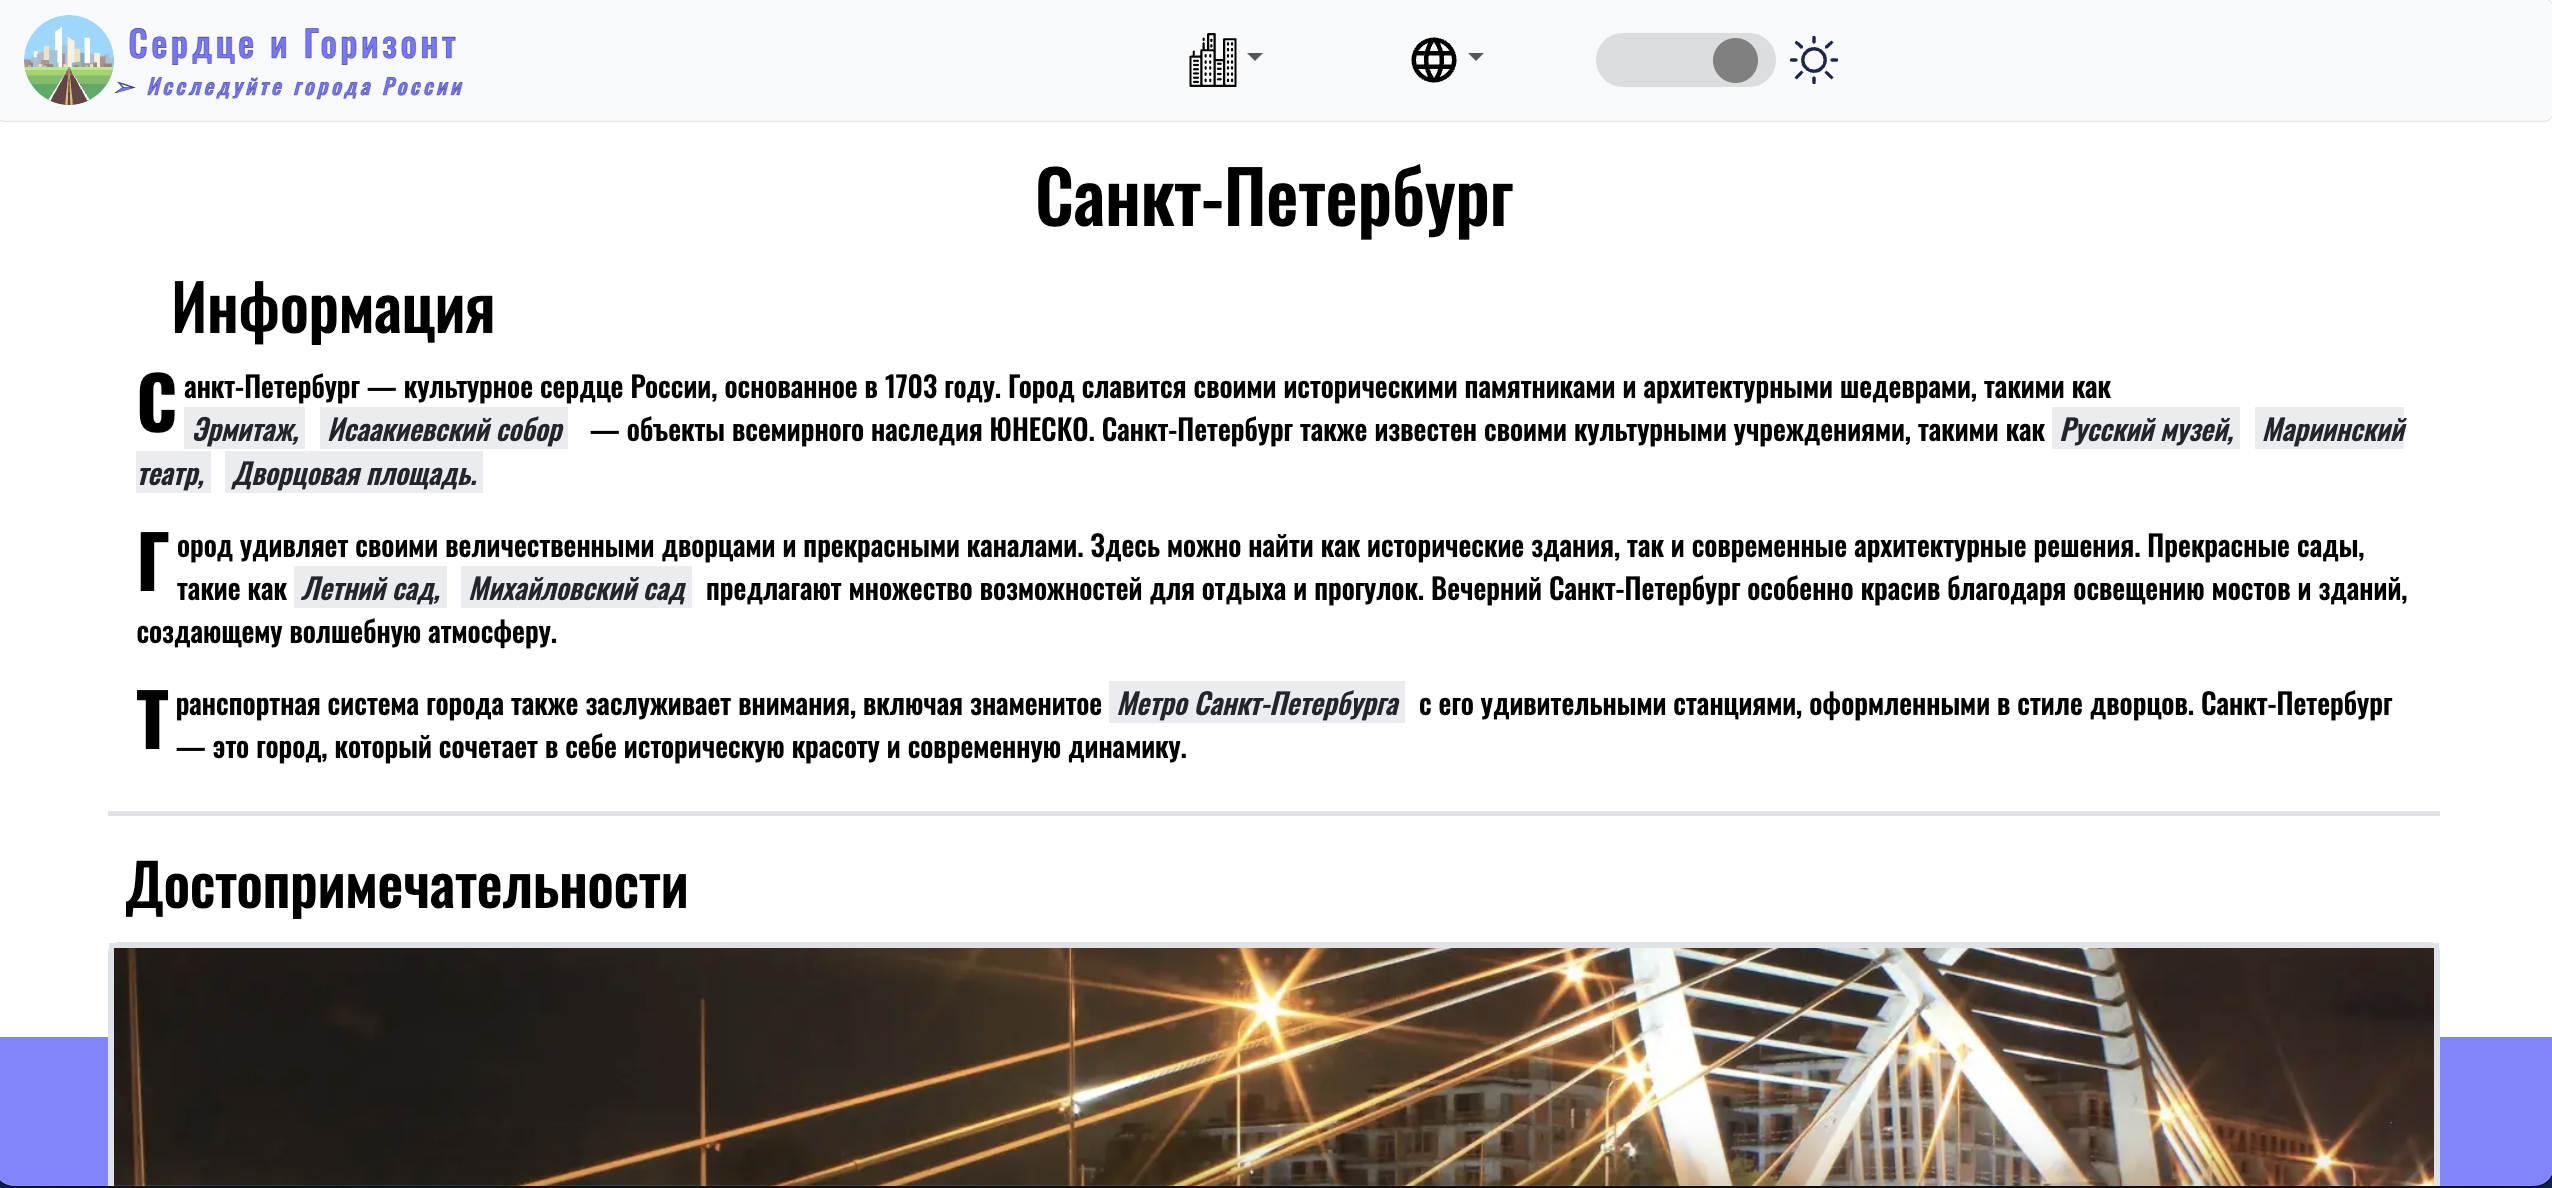 Сердце и Горизонт
➢ Исследуйте города России
Санкт-Петербург
Информация
Санкт-Петербург — культурное сердце России, основанное в 1703 году. Город славится своими историческими памятниками и архитектурными шедеврами, такими как
Эрмитаж, Исаакиевский собор — объекты всемирного наследия ЮНЕСКО. Санкт-Петербург также известен своими культурными учреждениями, такими как Русский музей, Мариинский
театр, Дворцовая площадь.
Город удивляет своими величественными дворцами и прекрасными каналами. Здесь можно найти как исторические здания, так и современные архитектурные решения. Прекрасные сады,
такие как Летний сад, Михайловский сад предлагают множество возможностей для отдыха и прогулок. Вечерний Санкт-Петербург особенно красив благодаря освещению мостов и зданий,
создающему волшебную атмосферу.
Транспортная система города также заслуживает внимания, включая знаменитое Метро Санкт-Петербурга с его удивительными станциями, оформленными в стиле дворцов. Санкт-Петербург
— это город, который сочетает в себе историческую красоту и современную динамику.
Достопримечательности